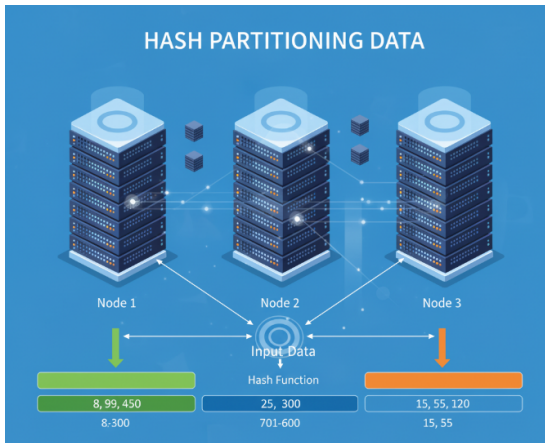 HASH PARTITIONING DATA
Node 1
Node 2
Node 3
Input Data
Hash Function
8, 99, 450
25, 300
15, 55, 120
8.-300
701-600
15, 55